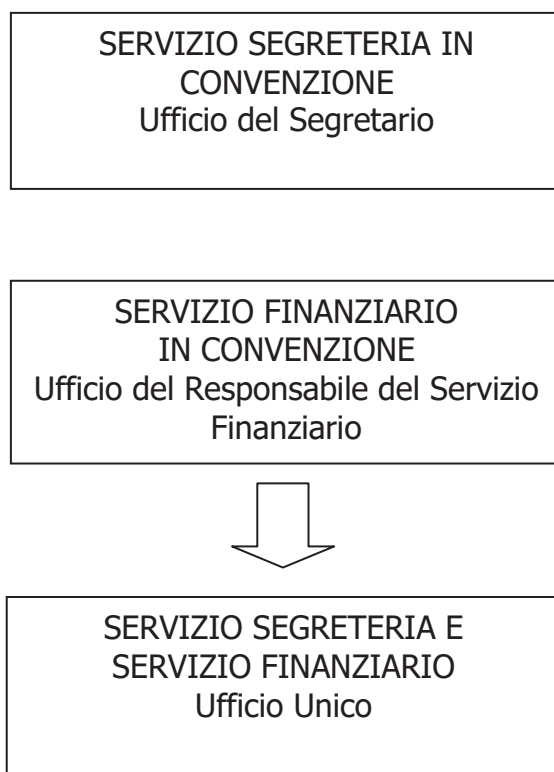 SERVIZIO SEGRETERIA IN
CONVENZIONE
Ufficio del Segretario
SERVIZIO FINANZIARIO
IN CONVENZIONE
Ufficio del Responsabile del Servizio
Finanziario
SERVIZIO SEGRETERIA E
SERVIZIO FINANZIARIO
Ufficio Unico